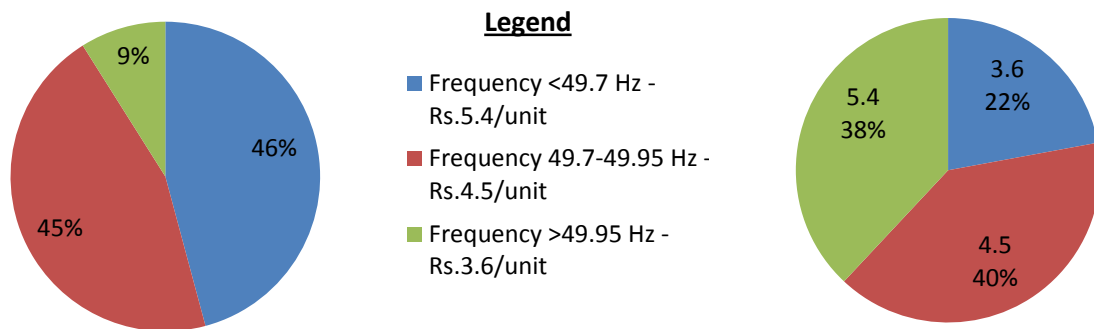 9%
46%
45%
Legend
Frequency <49.7 Hz -
Rs.5.4/unit
Frequency 49.7-49.95 Hz -
Rs.4.5/unit
Frequency >49.95 Hz -
Rs.3.6/unit
3.6
22%
5.4
38%
4.5
40%